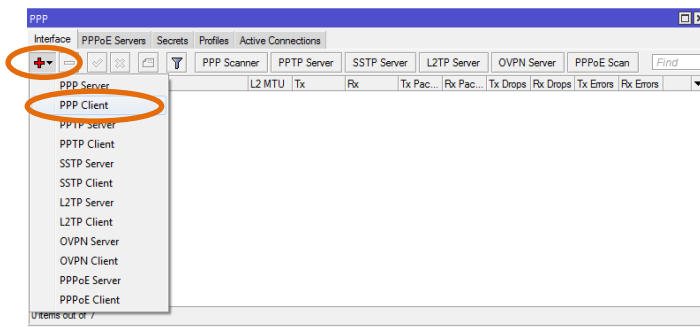 PPP
Interface PPPoE Servers Secrets Profiles Active Connections
PPP Scanner PPTP Server SSTP Server L2TP Server OVPN Server PPPoE Scan Find
L2 MTU Tx Rx Tx Pac... Rx Pac... Tx Drops Rx Drops Tx Errors Rx Errors
PPP Server
PPP Client
PPTP Server
PPTP Client
SSTP Server
SSTP Client
L2TP Server
L2TP Client
OVPN Server
OVPN Client
PPPoE Server
PPPoE Client
0 items out of 7